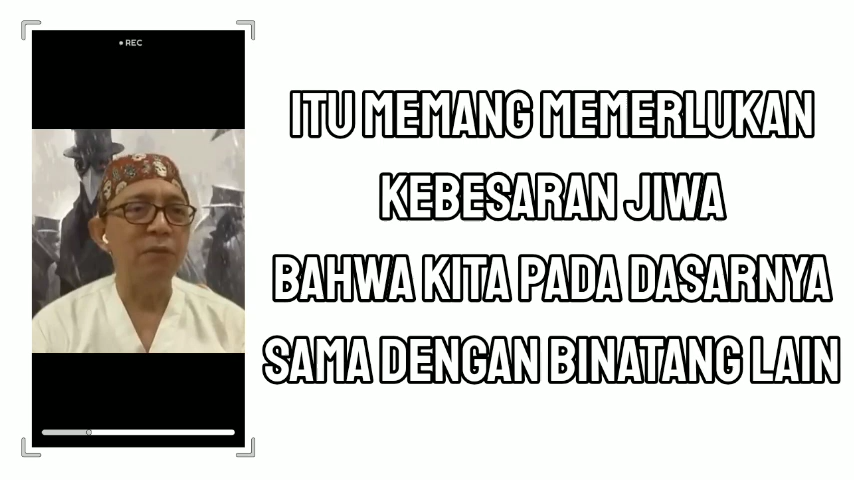 REC
ITU MEMANG MEMERLUKAN
KEBESARAN JIWA
BAHWA KITA PADA DASARNYA
SAMA DENGAN BINATANG LAIN